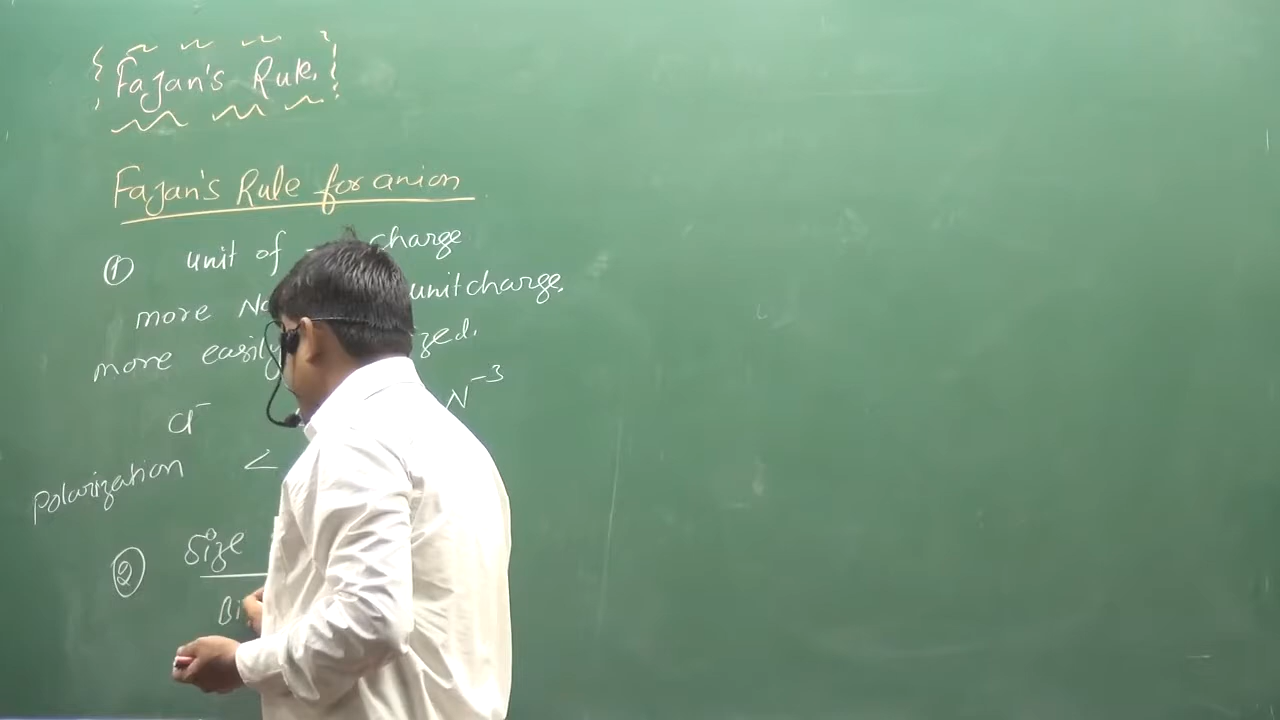 Fajan's Rule.
Fajan's Rule for anion
① unit of - charge
more No unit charge.
more easily ized.
Cl⁻ N⁻³
Polarization <
② Size
Bi